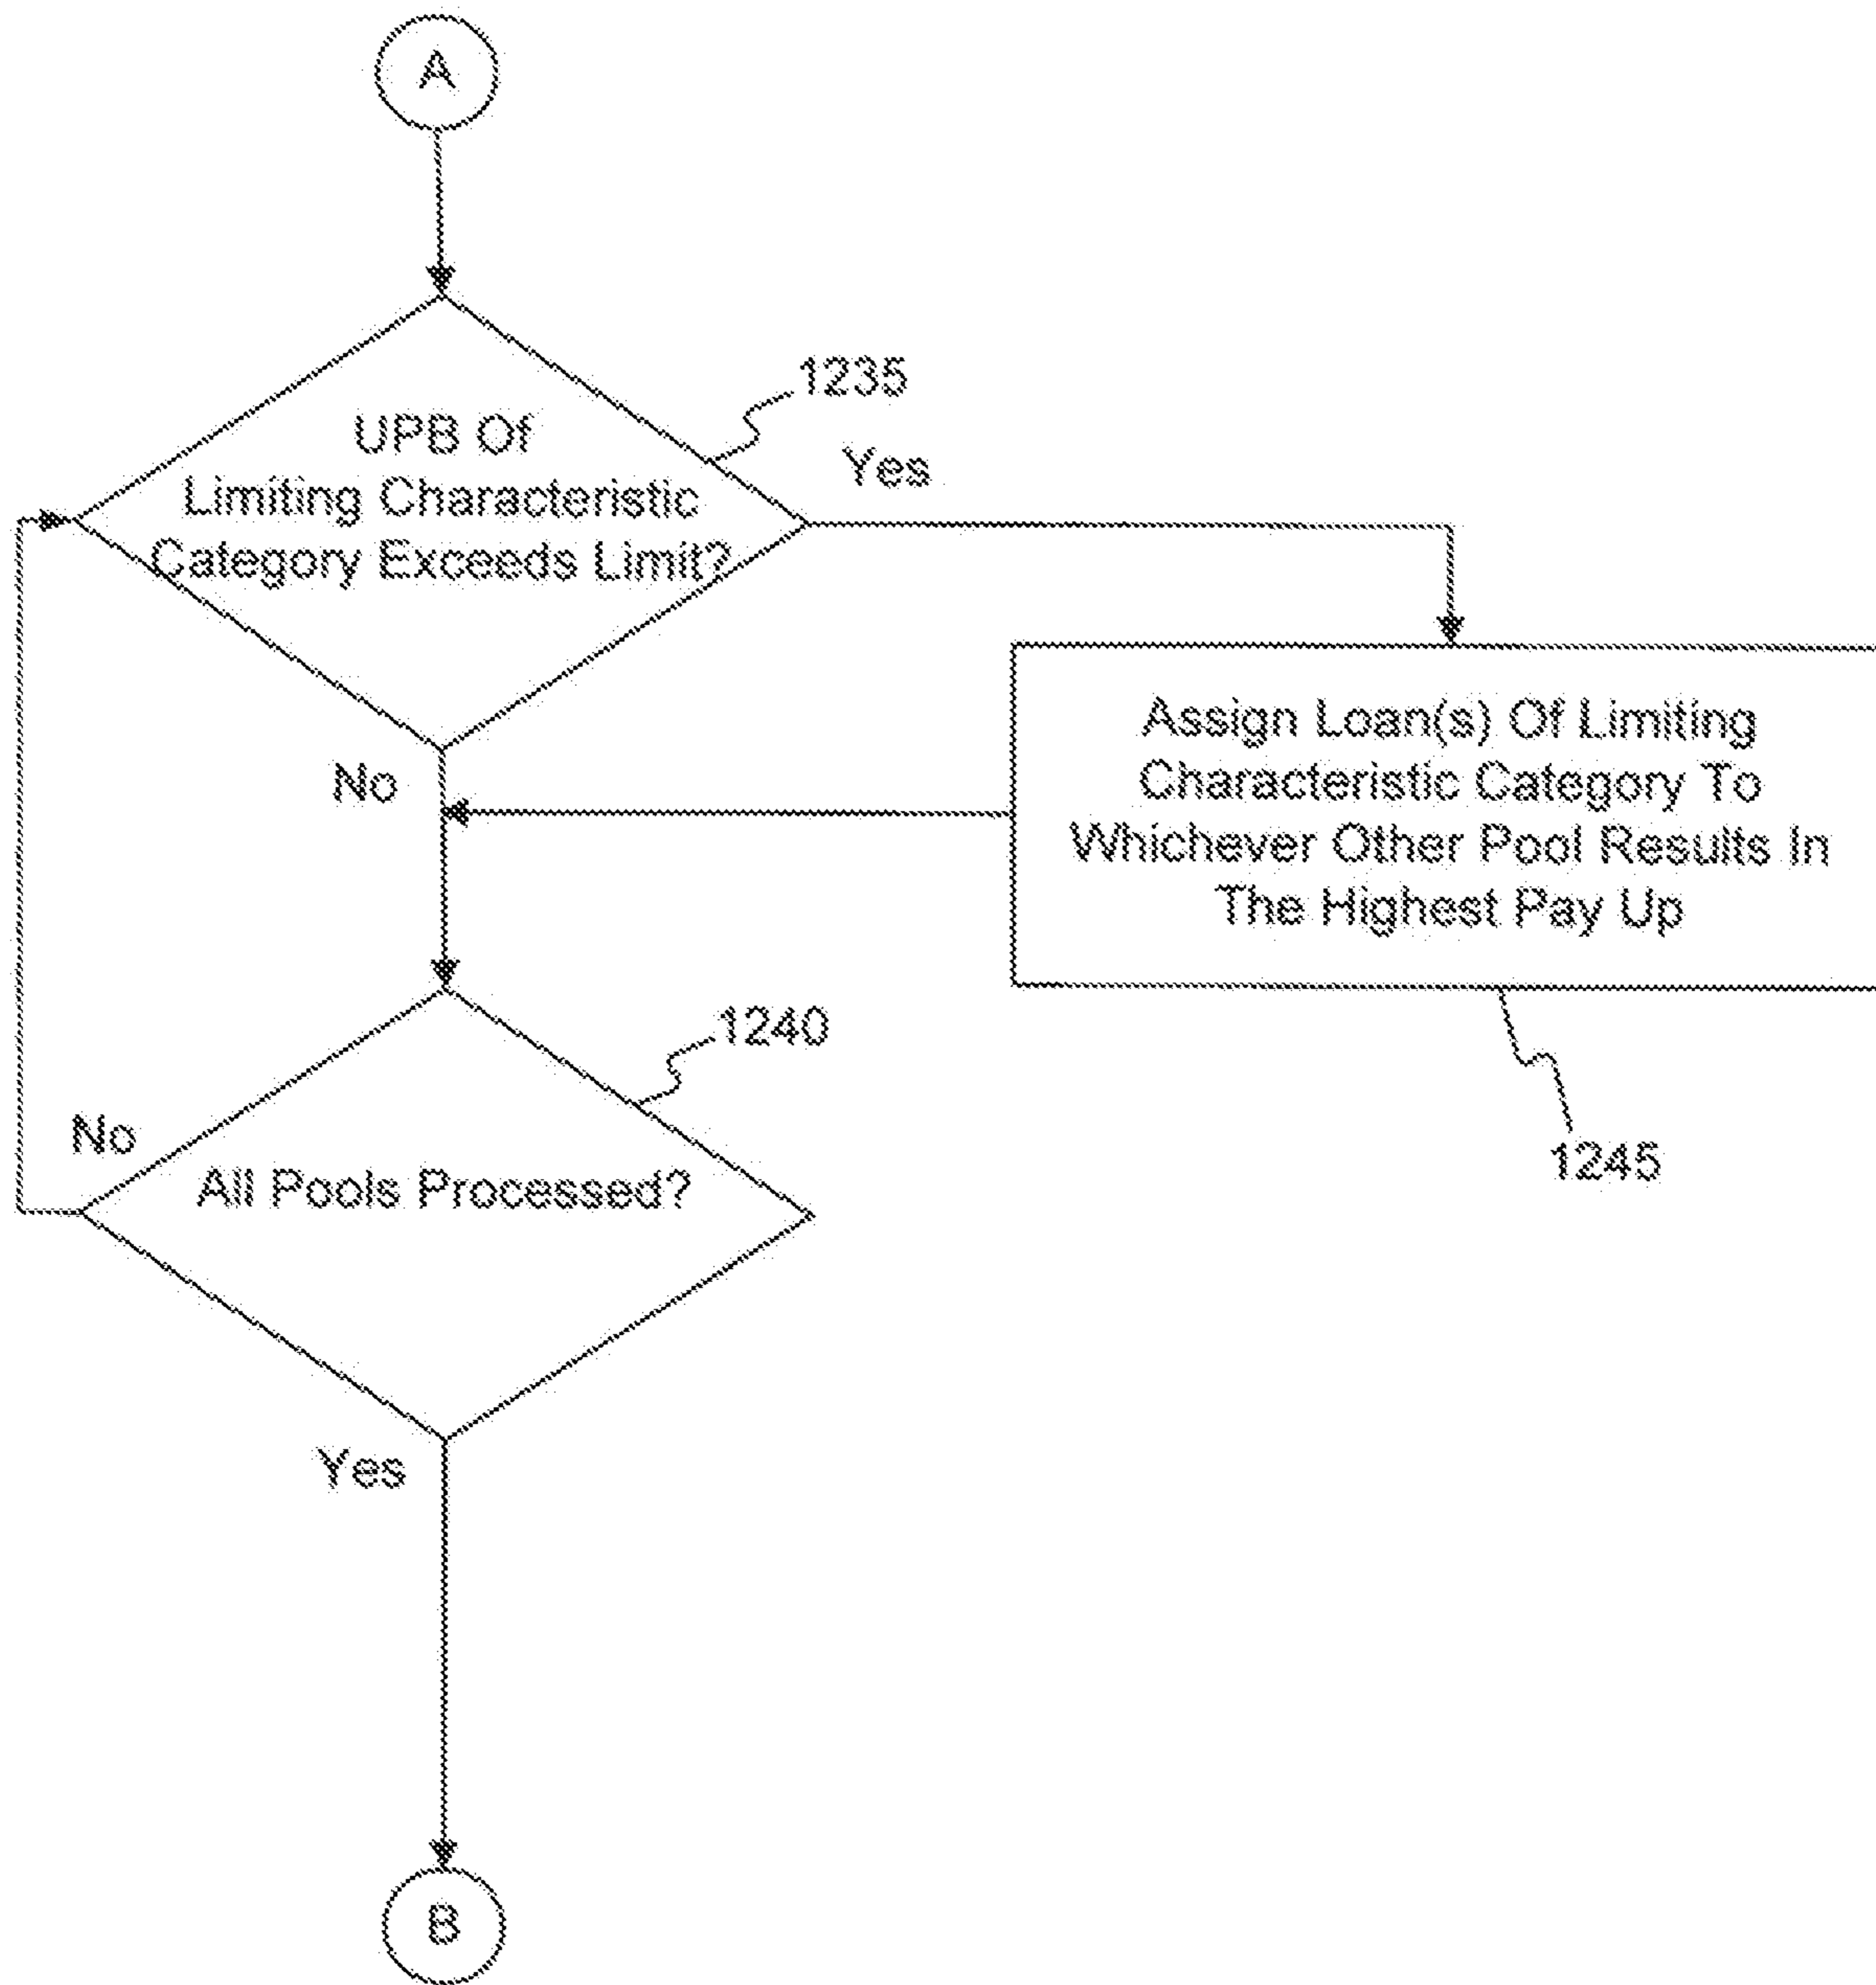 A
1235
UPB Of
Limiting Characteristic
Category Exceeds Limit?
Yes
No
Assign Loan(s) Of Limiting
Characteristic Category To
Whichever Other Pool Results In
The Highest Pay Up
1240
No
All Pools Processed?
1245
Yes
B